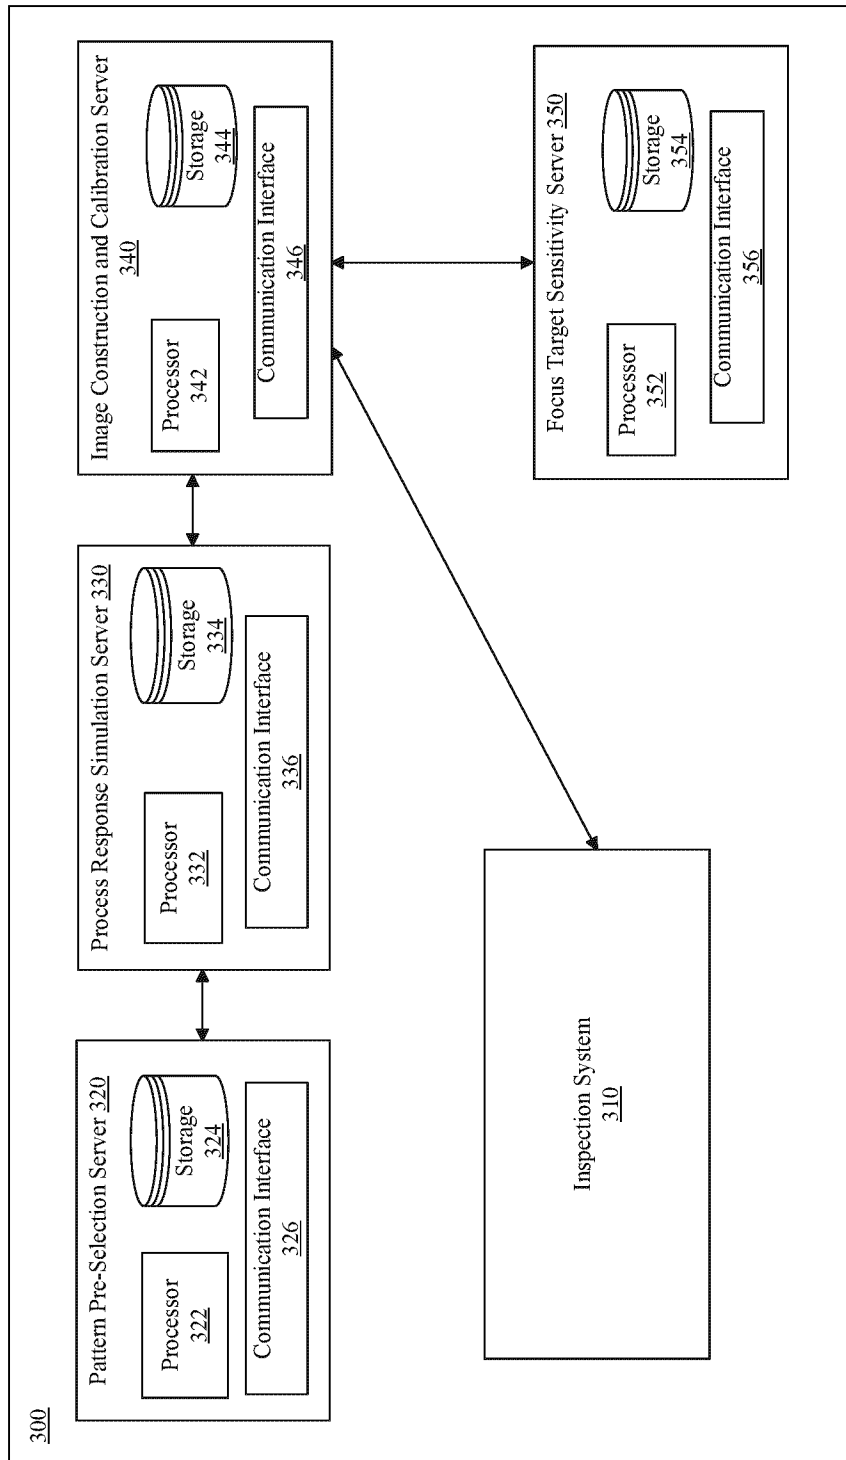 300
Pattern Pre-Selection Server 320
Processor
322
Storage
324
Communication Interface
326
Process Response Simulation Server 330
Processor
332
Storage
334
Communication Interface
336
Image Construction and Calibration Server
340
Processor
342
Storage
344
Communication Interface
346
Inspection System
310
Focus Target Sensitivity Server 350
Processor
352
Storage
354
Communication Interface
356